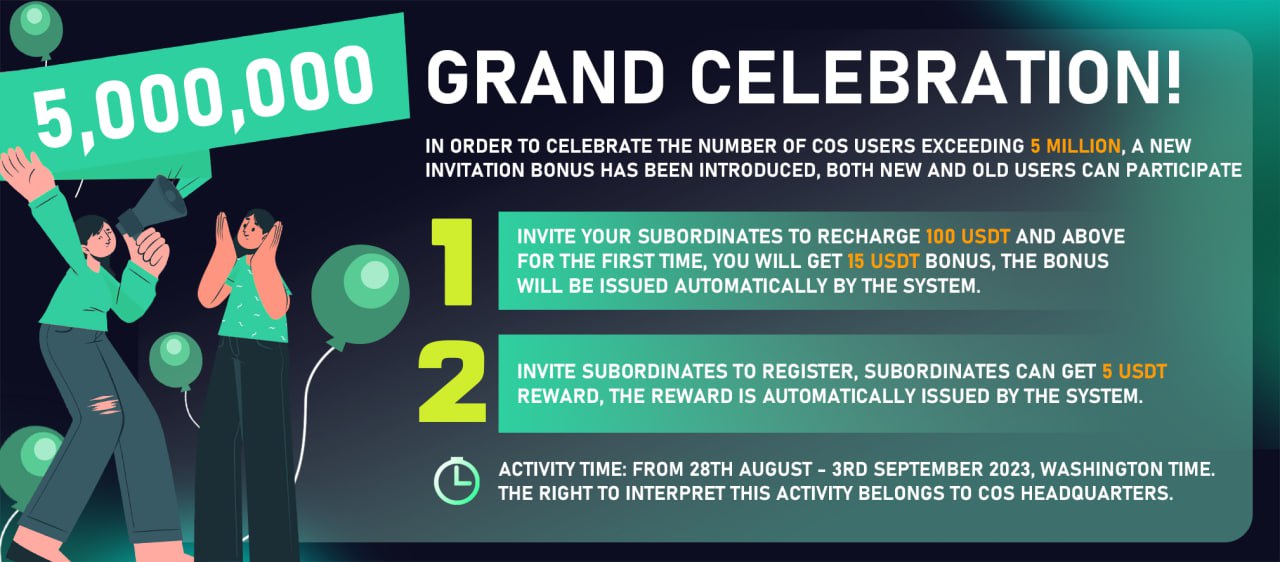 5,000,000
GRAND CELEBRATION!
IN ORDER TO CELEBRATE THE NUMBER OF COS USERS EXCEEDING 5 MILLION, A NEW
INVITATION BONUS HAS BEEN INTRODUCED, BOTH NEW AND OLD USERS CAN PARTICIPATE
1
INVITE YOUR SUBORDINATES TO RECHARGE 100 USDT AND ABOVE
FOR THE FIRST TIME, YOU WILL GET 15 USDT BONUS, THE BONUS
WILL BE ISSUED AUTOMATICALLY BY THE SYSTEM.
2
INVITE SUBORDINATES TO REGISTER, SUBORDINATES CAN GET 5 USDT
REWARD, THE REWARD IS AUTOMATICALLY ISSUED BY THE SYSTEM.
ACTIVITY TIME: FROM 28TH AUGUST - 3RD SEPTEMBER 2023, WASHINGTON TIME.
THE RIGHT TO INTERPRET THIS ACTIVITY BELONGS TO COS HEADQUARTERS.